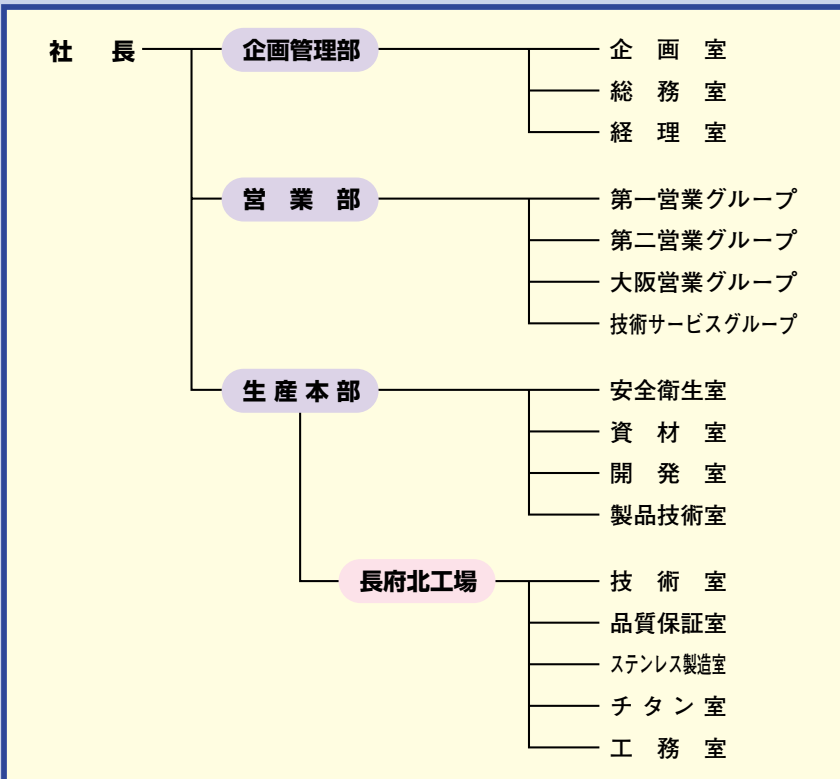 社長
企画管理部
企画室
総務室
経理室
営業部
第一営業グループ
第二営業グループ
大阪営業グループ
技術サービスグループ
生産本部
安全衛生室
資材室
開発室
製品技術室
長府北工場
技術室
品質保証室
ステンレス製造室
チタン室
工務室